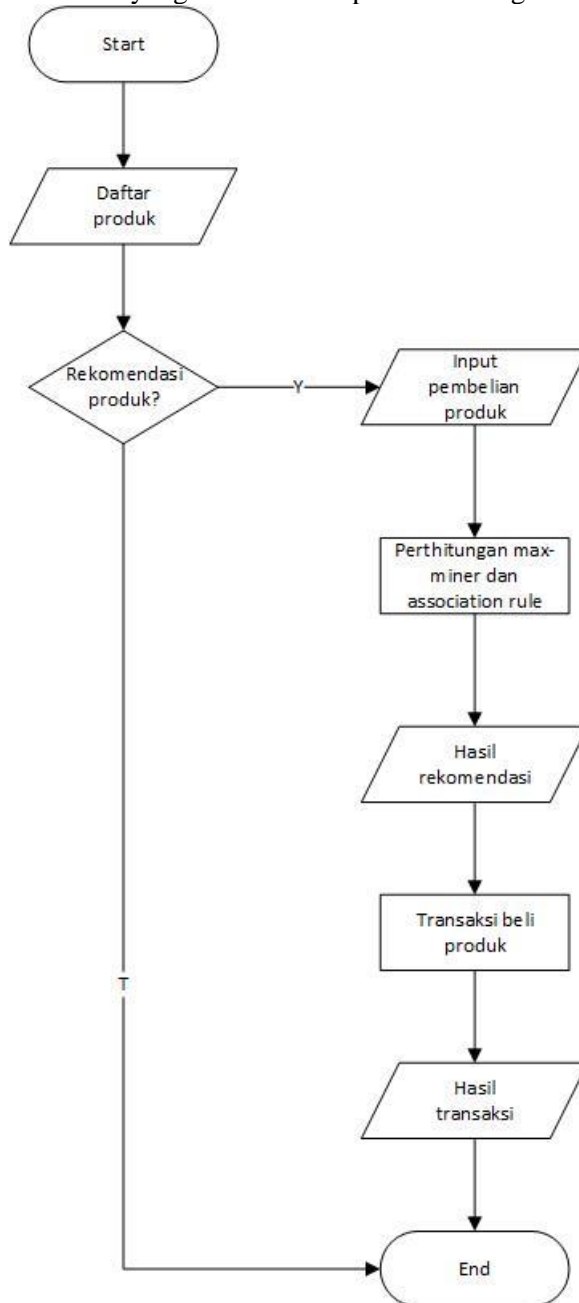 Start
Daftar
produk
Rekomendasi
produk?
Y
Input
pembelian
produk
Perthitungan max-
miner dan
association rule
Hasil
rekomendasi
Transaksi beli
produk
T
Hasil
transaksi
End